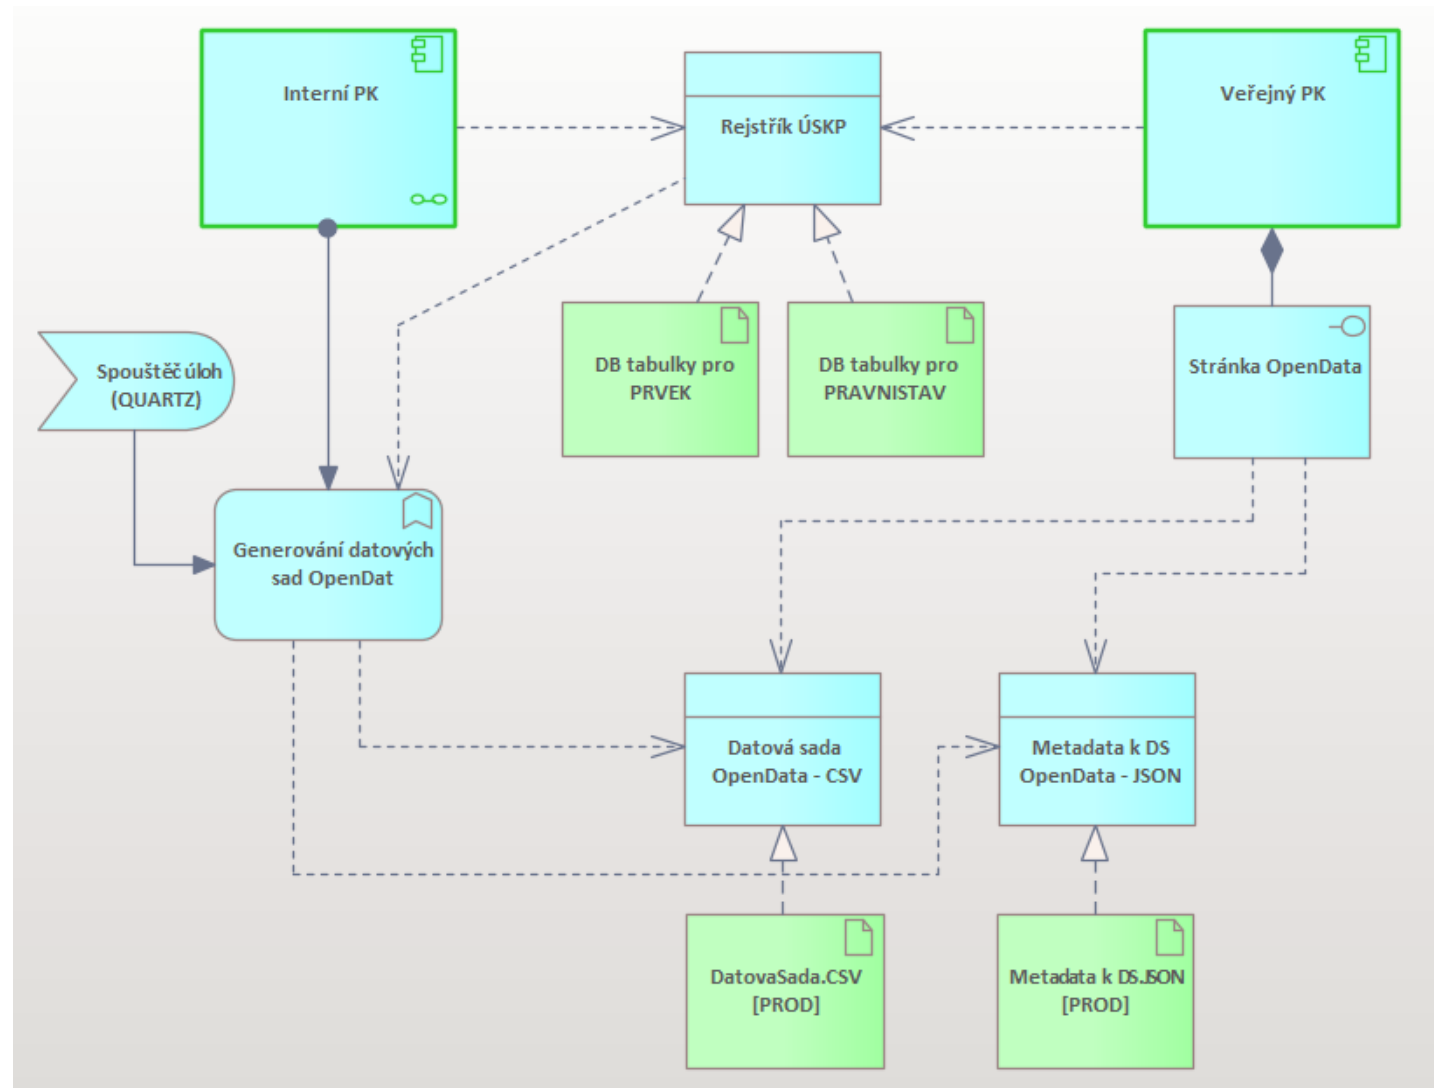 Interní PK
Rejstřík ÚSKP
Veřejný PK
Spouštěč úloh
(QUARTZ)
DB tabulky pro
PRVEK
DB tabulky pro
PRAVNISTAV
Stránka OpenData
Generování datových
sad OpenDat
Datová sada
OpenData - CSV
Metadata k DS
OpenData - JSON
DatovaSada.CSV
[PROD]
Metadata k DS.JSON
[PROD]